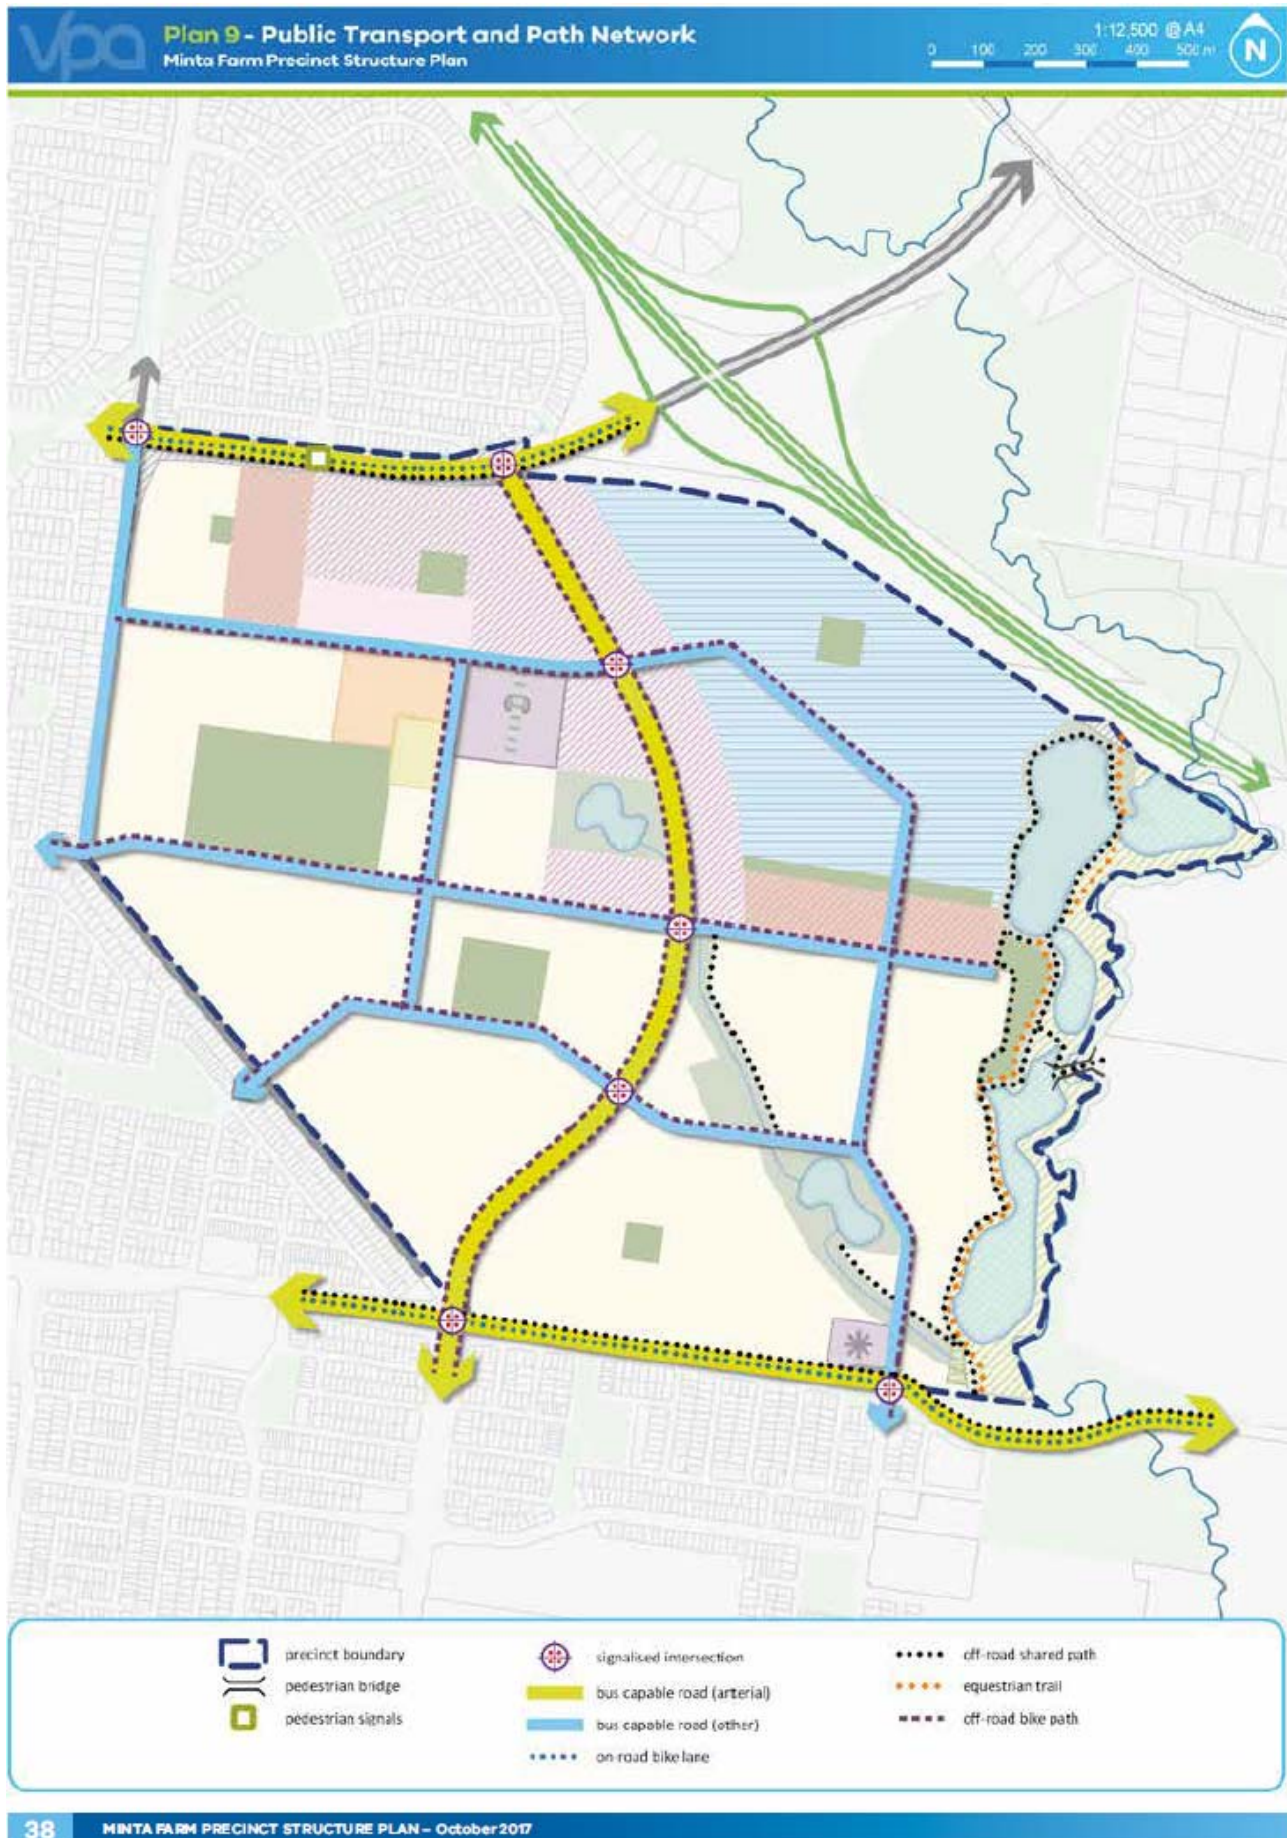 vpa
Plan 9 - Public Transport and Path Network
Minta Farm Precinct Structure Plan
1:12,500 @ A4
0 100 200 300 400 500 m
N
precinct boundary
pedestrian bridge
pedestrian signals
signalised intersection
bus capable road (arterial)
bus capable road (other)
on-road bike lane
off-road shared path
equestrian trail
off-road bike path
38 MINTA FARM PRECINCT STRUCTURE PLAN – October 2017